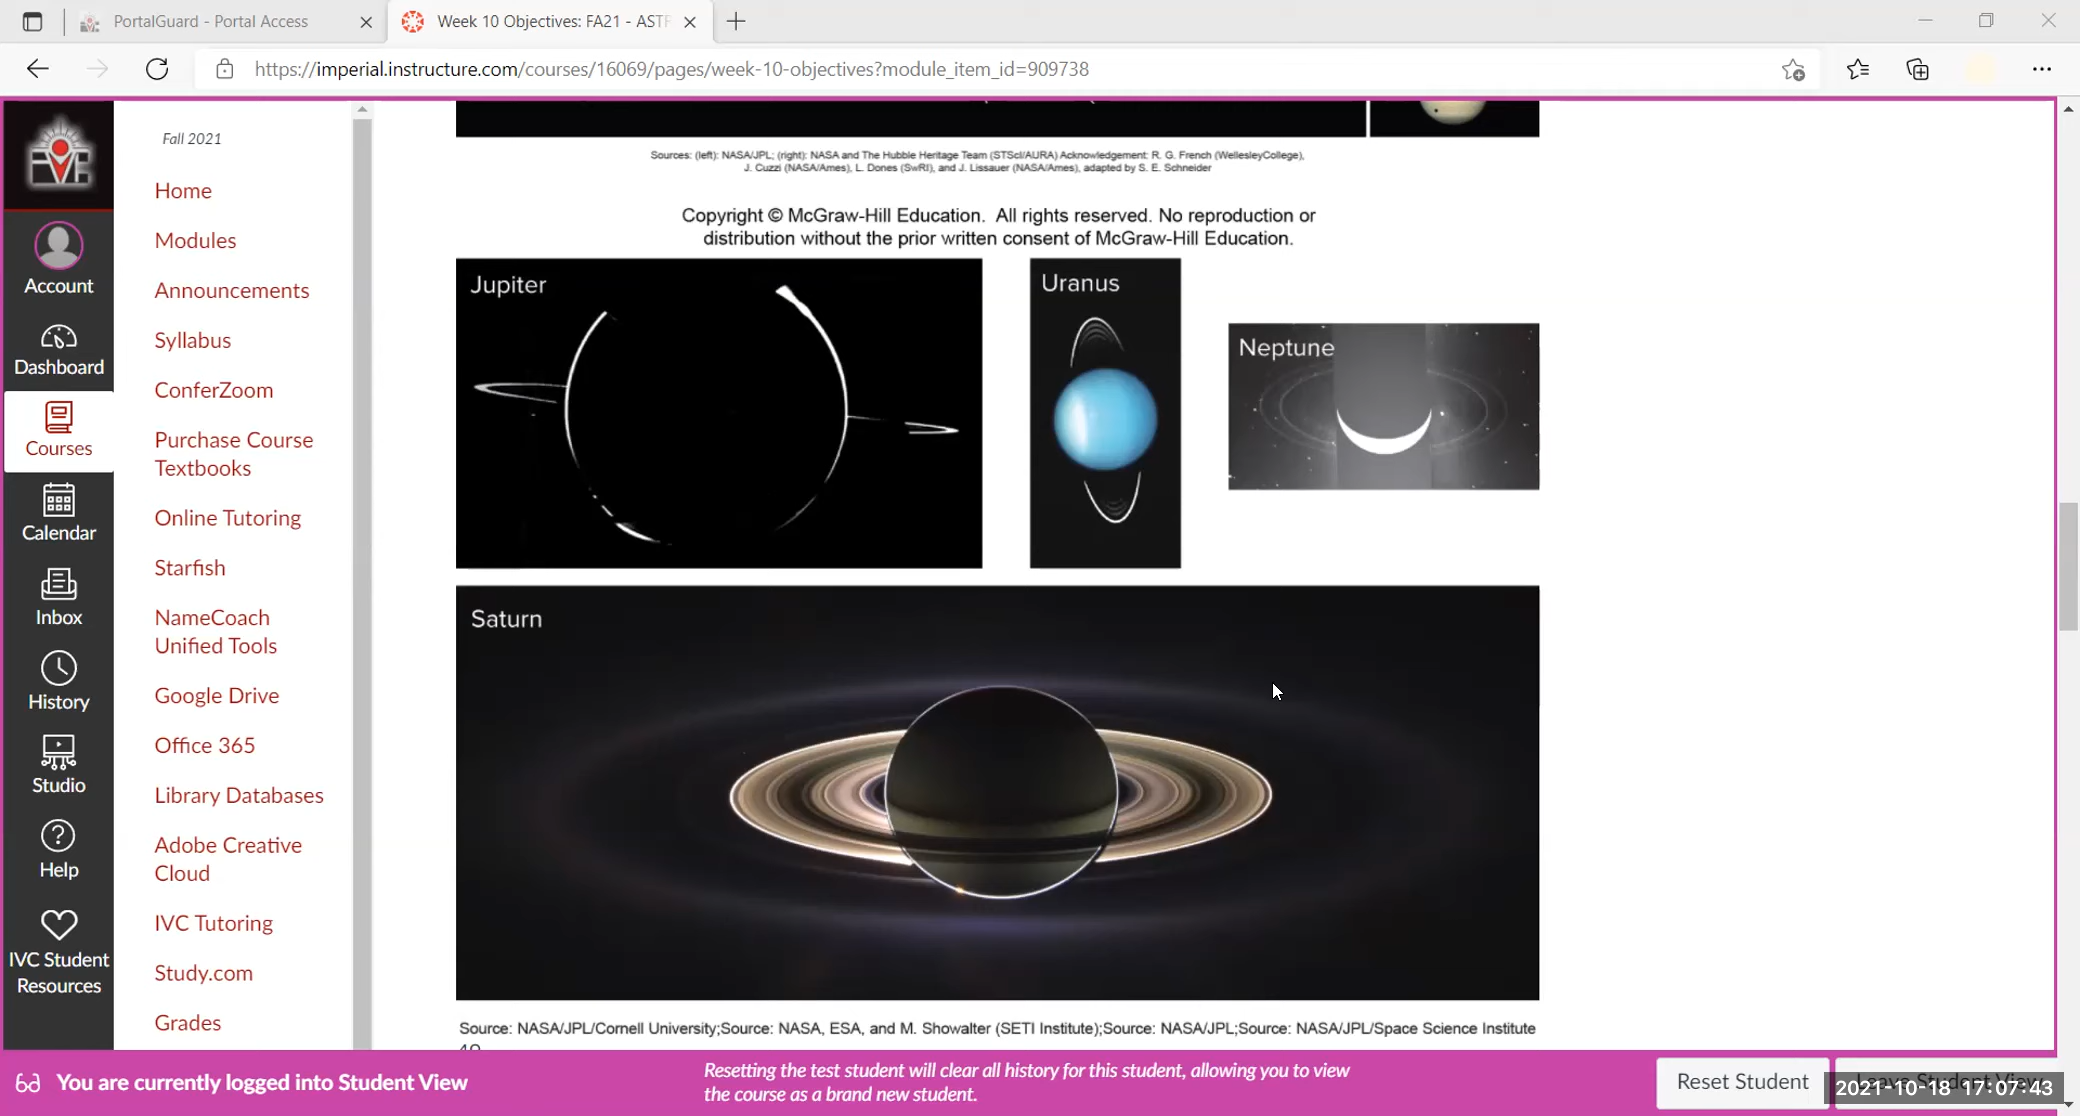 PortalGuard - Portal Access
Week 10 Objectives: FA21 - ASTR
https://imperial.instructure.com/courses/16069/pages/week-10-objectives?module_item_id=909738
IVC
Account
Dashboard
Courses
Calendar
Inbox
History
Studio
Help
IVC Student
Resources
Fall 2021
Home
Modules
Announcements
Syllabus
ConferZoom
Purchase Course
Textbooks
Online Tutoring
Starfish
NameCoach
Unified Tools
Google Drive
Office 365
Library Databases
Adobe Creative
Cloud
IVC Tutoring
Study.com
Grades
Sources: (left): NASA/JPL; (right): NASA and The Hubble Heritage Team (STScI/AURA) Acknowledgement: R. G. French (WellesleyCollege),
J. Cuzzi (NASA/Ames), L. Dones (SwRI), and J. Lissauer (NASA/Ames), adapted by S. E. Schneider
Copyright © McGraw-Hill Education. All rights reserved. No reproduction or
distribution without the prior written consent of McGraw-Hill Education.
Jupiter
Uranus
Neptune
Saturn
Source: NASA/JPL/Cornell University;Source: NASA, ESA, and M. Showalter (SETI Institute);Source: NASA/JPL;Source: NASA/JPL/Space Science Institute
You are currently logged into Student View
Resetting the test student will clear all history for this student, allowing you to view
the course as a brand new student.
Reset Student
Leave Student View
2021-10-18 17:07:43